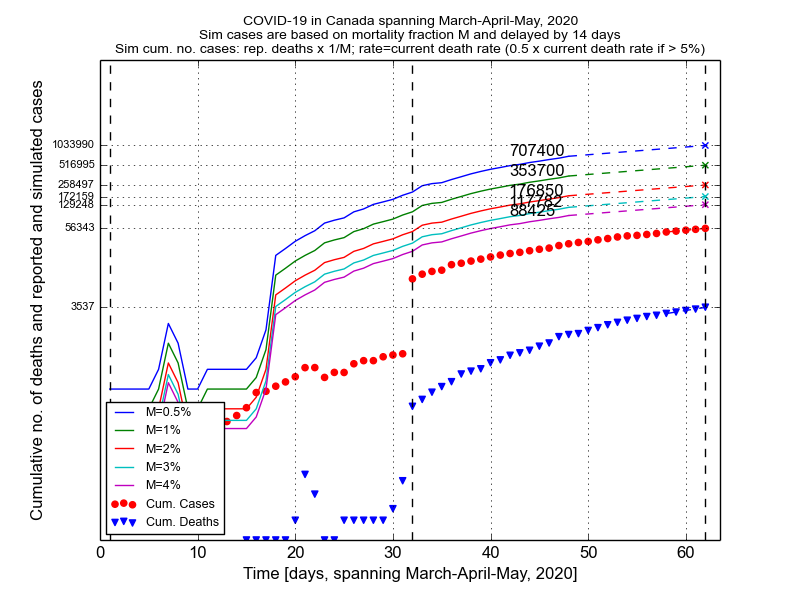 COVID-19 in Canada spanning March-April-May, 2020
Sim cases are based on mortality fraction M and delayed by 14 days
Sim cum. no. cases: rep. deaths x 1/M; rate=current death rate (0.5 x current death rate if > 5%)
Cumulative no. of deaths and reported and simulated cases
1033990
516995
258497
172159
129248
56343
3537
707400
353700
176850
117782
88425
M=0.5%
M=1%
M=2%
M=3%
M=4%
Cum. Cases
Cum. Deaths
0 10 20 30 40 50 60
Time [days, spanning March-April-May, 2020]